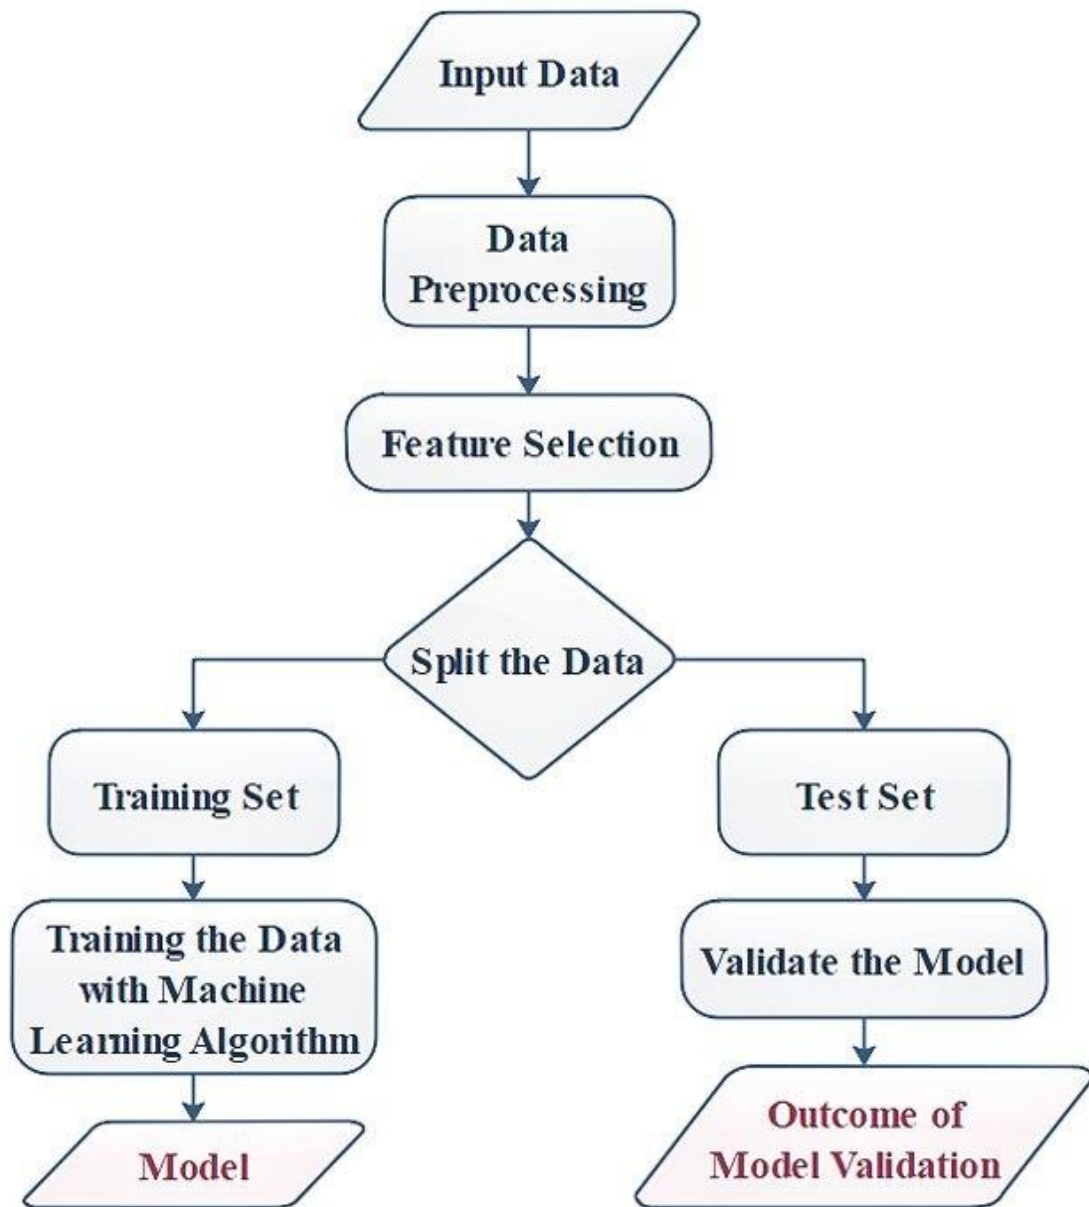 Input Data
Data
Preprocessing
Feature Selection
Split the Data
Training Set
Test Set
Training the Data
with Machine
Learning Algorithm
Validate the Model
Model
Outcome of
Model Validation